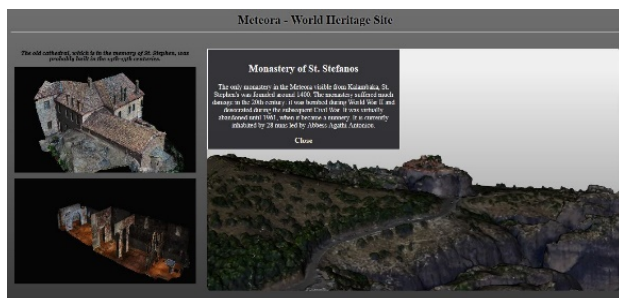 Meteora - World Heritage Site
The old cathedral, which is in the memory of St. Stephen, was
probably built in the 14th-15th centuries.
Monastery of St. Stefanos
The only monastery in the Meteora visible from Kalambaka, St.
Stephen's was founded around 1400. The monastery suffered much
damage in the 20th century: it was bombed during World War II and
desecrated during the subsequent Civil War. It was virtually
abandoned until 1961, when it became a nunnery. It is currently
inhabited by 28 nuns led by Abbess Agathi Antoniou.
Close